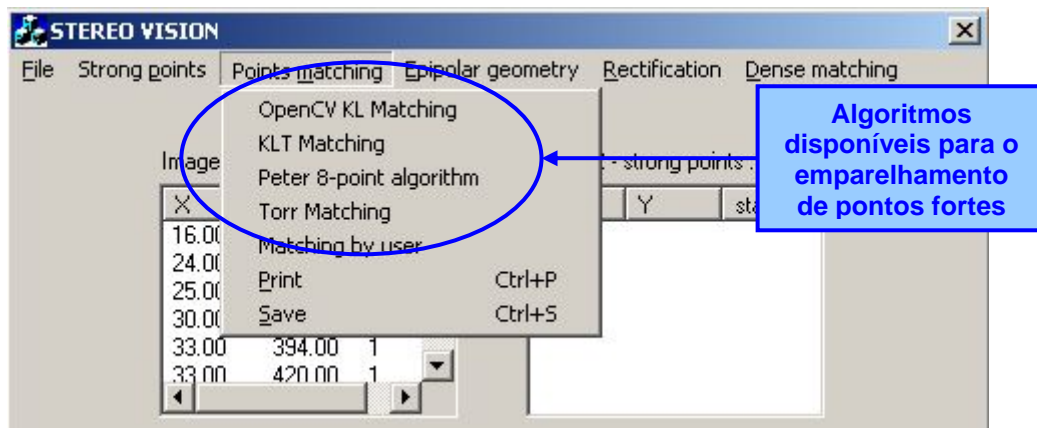 STEREO VISION
File Strong points Points matching Epipolar geometry Rectification Dense matching
OpenCV KL Matching
KLT Matching
Peter 8-point algorithm
Torr Matching
Matching by user
Print Ctrl+P
Save Ctrl+S
Algoritmos
disponíveis para o
emparelhamento
de pontos fortes
Image - strong points
X Y
16.00
24.00
25.00
30.00
33.00 394.00 1
33.00 420.00 1